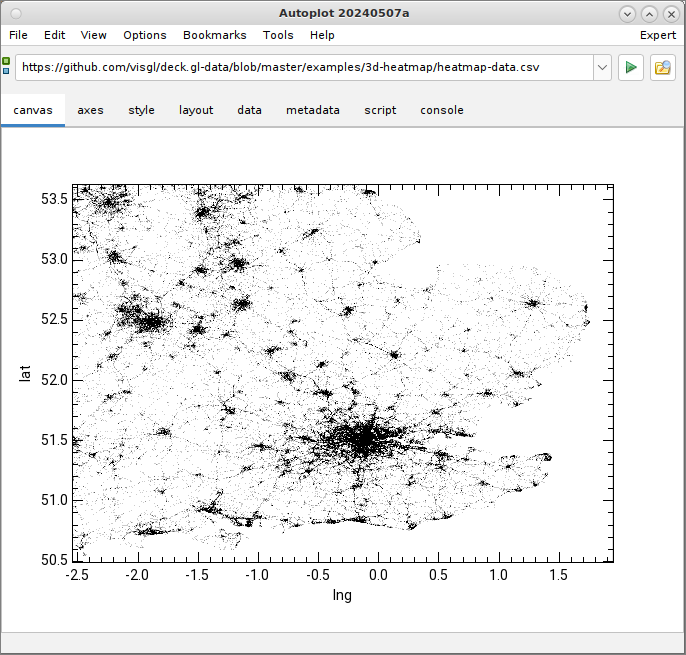 Autoplot 20240507a
File Edit View Options Bookmarks Tools Help Expert
https://github.com/visgl/deck.gl-data/blob/master/examples/3d-heatmap/heatmap-data.csv
canvas axes style layout data metadata script console
53.5
53.0
52.5
52.0
51.5
51.0
50.5
lat
-2.5 -2.0 -1.5 -1.0 -0.5 0.0 0.5 1.0 1.5
lng